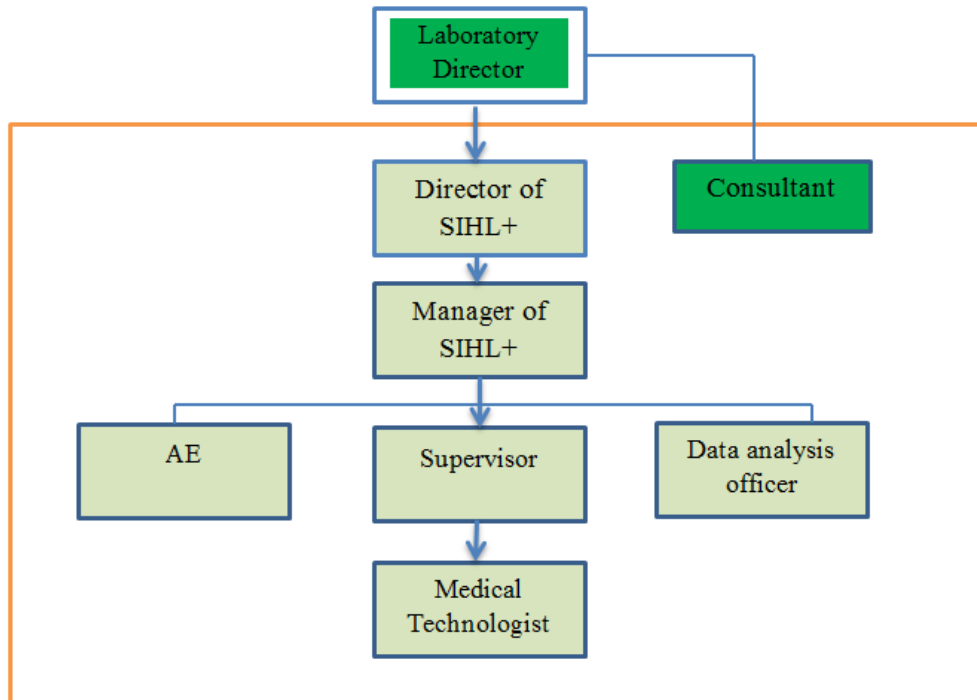 Laboratory
Director
Director of
SIHL+
Consultant
Manager of
SIHL+
AE
Supervisor
Data analysis
officer
Medical
Technologist